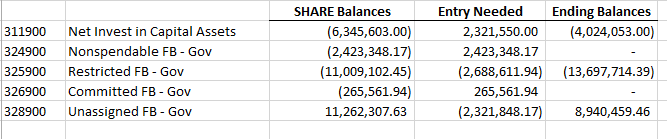 SHARE Balances Entry Needed Ending Balances
311900 Net Invest in Capital Assets (6,345,603.00) 2,321,550.00 (4,024,053.00)
324900 Nonspendable FB - Gov (2,423,348.17) 2,423,348.17 -
325900 Restricted FB - Gov (11,009,102.45) (2,688,611.94) (13,697,714.39)
326900 Committed FB - Gov (265,561.94) 265,561.94 -
328900 Unassigned FB - Gov 11,262,307.63 (2,321,848.17) 8,940,459.46